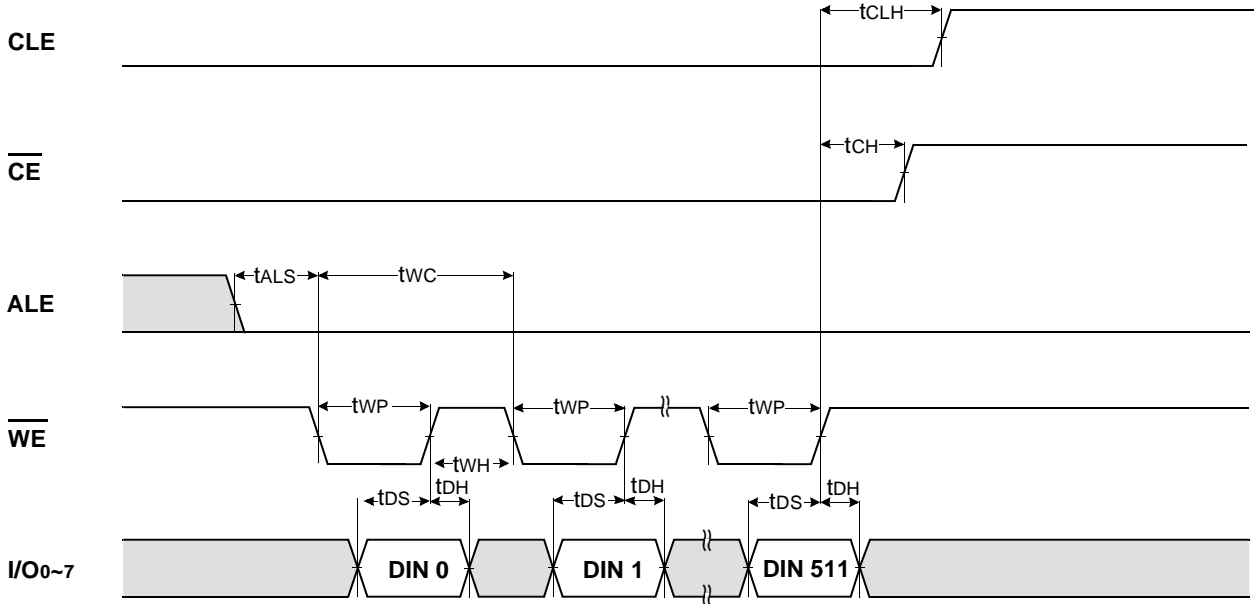 tCLH
CLE
tCH
CE
tALS
tWC
ALE
tWP
tWP
tWP
WE
tWH
tDS
tDH
tDS
tDH
tDS
tDH
I/O0~7
DIN 0
DIN 1
DIN 511